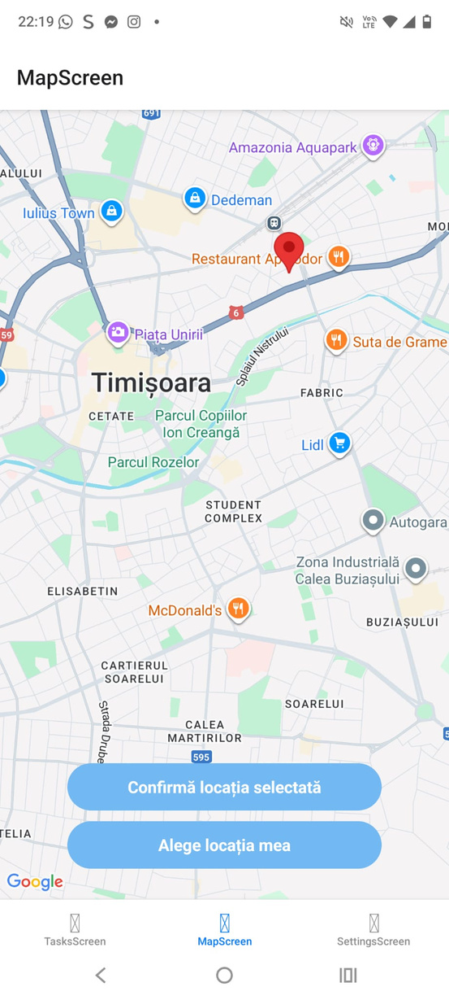 22:19
Vo)) LTE
MapScreen
691
Amazonia Aquapark
ALULUI
Iulius Town
Dedeman
MO
Restaurant Ap odor
6
59
Piața Unirii
Splaiul Nistrului
Suta de Grame
Timișoara
FABRIC
CETATE
Parcul Copiilor
Ion Creangă
Lidl
Parcul Rozelor
STUDENT
COMPLEX
Autogara
Zona Industrială
Calea Buziașului
ELISABETIN
McDonald's
BUZIAȘULUI
CARTIERUL
SOARELUI
SOARELUI
Strada Drube
CALEA
MARTIRILOR
5
595
Confirmă locația selectată
TELIA
Alege locația mea
Google
TasksScreen
MapScreen
SettingsScreen